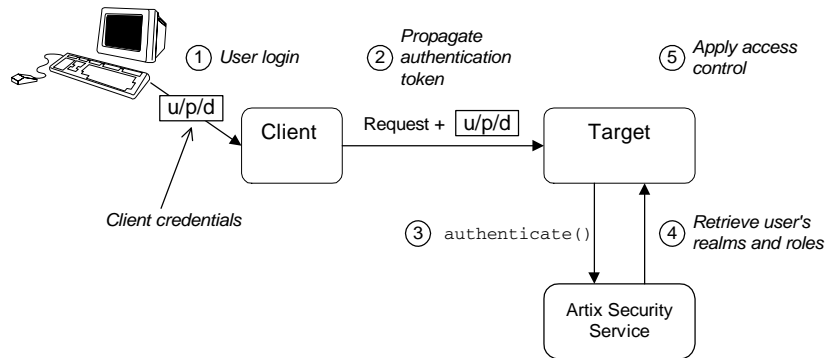 1 User login
2 Propagate
authentication
token
5 Apply access
control
u/p/d
Client
Request + u/p/d
Target
Client credentials
3 authenticate()
4 Retrieve user's
realms and roles
Artix Security
Service